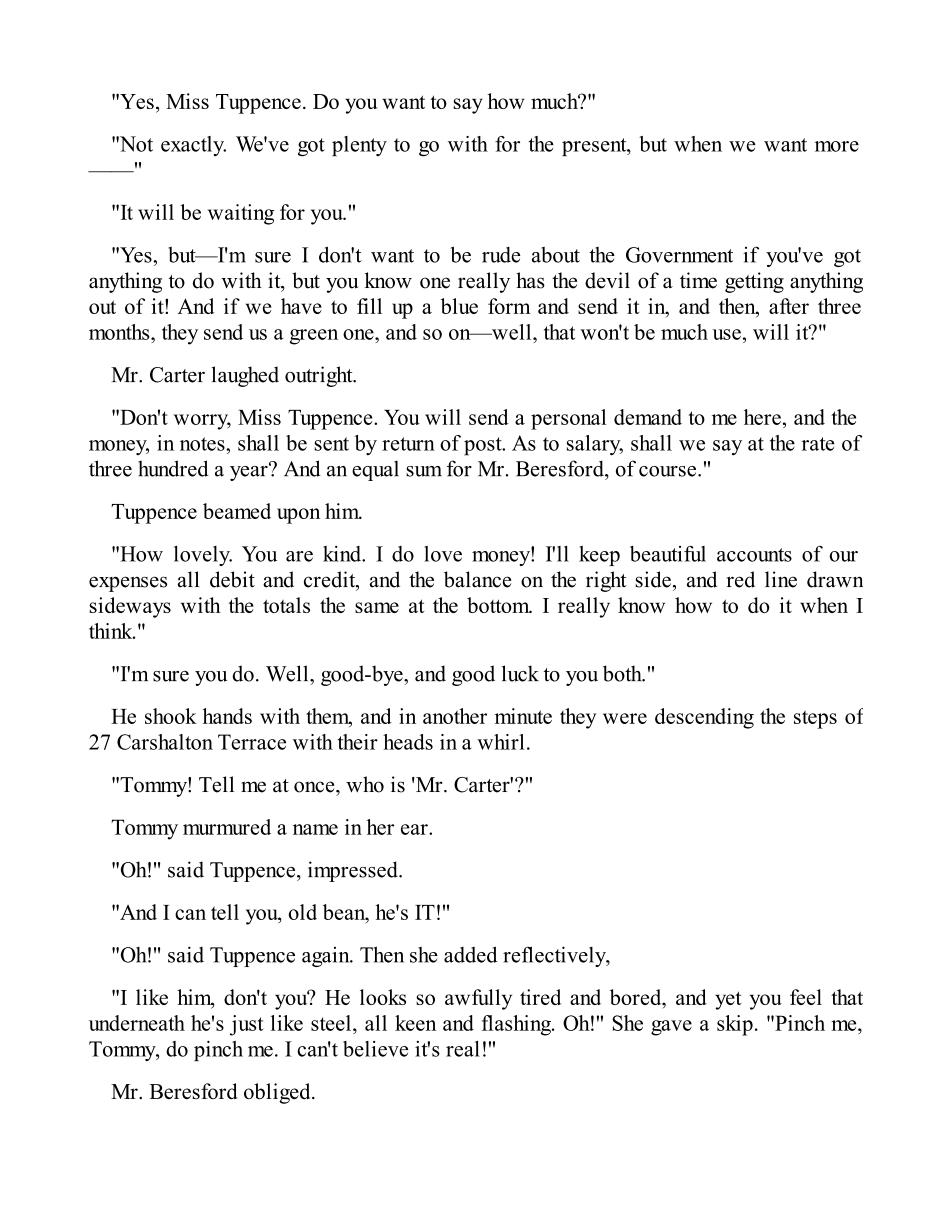 "Yes, Miss Tuppence. Do you want to say how much?"
"Not exactly. We've got plenty to go with for the present, but when we want more
——"
"It will be waiting for you."
"Yes, but—I'm sure I don't want to be rude about the Government if you've got
anything to do with it, but you know one really has the devil of a time getting anything
out of it! And if we have to fill up a blue form and send it in, and then, after three
months, they send us a green one, and so on—well, that won't be much use, will it?"
Mr. Carter laughed outright.
"Don't worry, Miss Tuppence. You will send a personal demand to me here, and the
money, in notes, shall be sent by return of post. As to salary, shall we say at the rate of
three hundred a year? And an equal sum for Mr. Beresford, of course."
Tuppence beamed upon him.
"How lovely. You are kind. I do love money! I'll keep beautiful accounts of our
expenses all debit and credit, and the balance on the right side, and red line drawn
sideways with the totals the same at the bottom. I really know how to do it when I
think."
"I'm sure you do. Well, good-bye, and good luck to you both."
He shook hands with them, and in another minute they were descending the steps of
27 Carshalton Terrace with their heads in a whirl.
"Tommy! Tell me at once, who is 'Mr. Carter'?"
Tommy murmured a name in her ear.
"Oh!" said Tuppence, impressed.
"And I can tell you, old bean, he's IT!"
"Oh!" said Tuppence again. Then she added reflectively,
"I like him, don't you? He looks so awfully tired and bored, and yet you feel that
underneath he's just like steel, all keen and flashing. Oh!" She gave a skip. "Pinch me,
Tommy, do pinch me. I can't believe it's real!"
Mr. Beresford obliged.